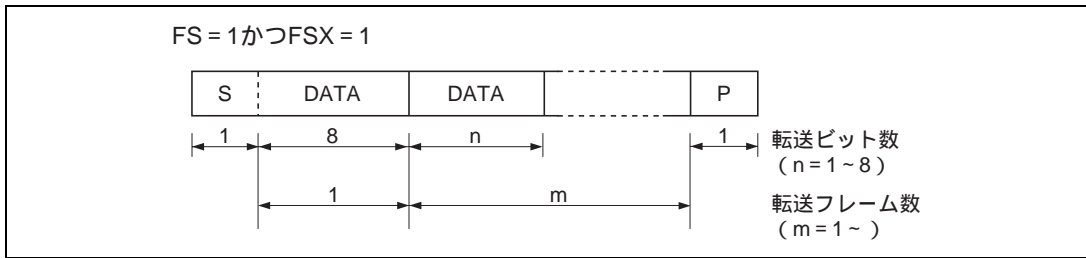 FS = 1かつFSX = 1
S DATA DATA P
1 8 n 1 転送ビット数
(n = 1 ~ 8)
1 m 転送フレーム数
(m = 1 ~ )